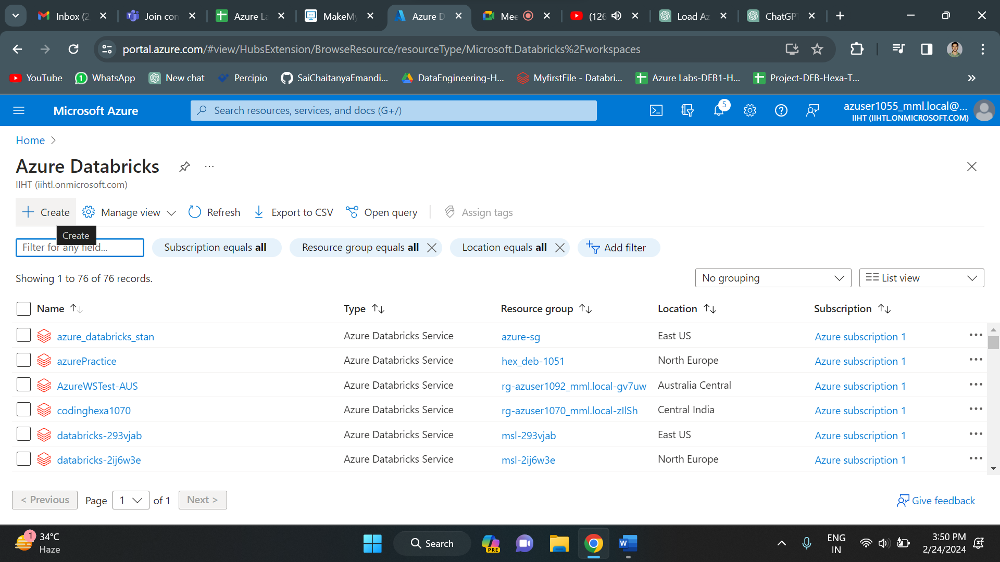 Inbox (2
Join con
Azure La
MakeMy
Azure D
Mee
(126
Load Az
ChatGP
portal.azure.com/#view/HubsExtension/BrowseResource/resourceType/Microsoft.Databricks%2Fworkspaces
YouTube
WhatsApp
New chat
Percipio
SaiChaitanyaEmandi...
DataEngineering-H...
MyfirstFile - Databri...
Azure Labs-DEB1-H...
Project-DEB-Hexa-T...
Microsoft Azure
Search resources, services, and docs (G+/)
5
azuser1055_mml.local@...
IIHT (IIHTL.ONMICROSOFT.COM)
Home
Azure Databricks
IIHT (iihtl.onmicrosoft.com)
Create
Manage view
Refresh
Export to CSV
Open query
Assign tags
Create
Filter for any field...
Subscription equals all
Resource group equals all
Location equals all
Add filter
Showing 1 to 76 of 76 records.
No grouping
List view
Name
Type
Resource group
Location
Subscription
azure_databricks_stan Azure Databricks Service azure-sg East US Azure subscription 1
azurePractice Azure Databricks Service hex_deb-1051 North Europe Azure subscription 1
AzureWSTest-AUS Azure Databricks Service rg-azuser1092_mml.local-gv7uw Australia Central Azure subscription 1
codinghexa1070 Azure Databricks Service rg-azuser1070_mml.local-zIlSh Central India Azure subscription 1
databricks-293vjab Azure Databricks Service msl-293vjab East US Azure subscription 1
databricks-2ij6w3e Azure Databricks Service msl-2ij6w3e North Europe Azure subscription 1
< Previous
Page
1
of 1
Next >
Give feedback
1
34°C
Haze
Search
PRE
W
ENG
IN
3:50 PM
2/24/2024